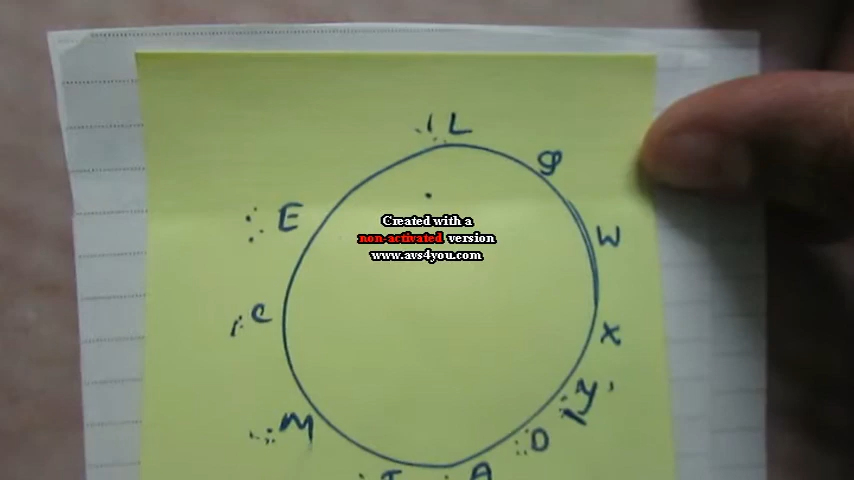 L
E
W
C
X
M
Y
D
A
Created with a
non-activated version
www.avs4you.com